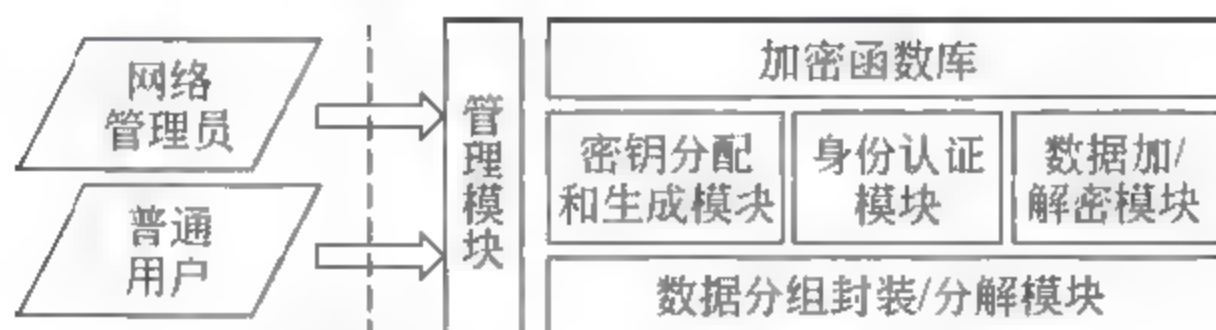 网络
管理员
普通
用户
管
理
模
块
加密函数库
密钥分配
和生成模块
身份认证
模块
数据加/
解密模块
数据分组封装/分解模块